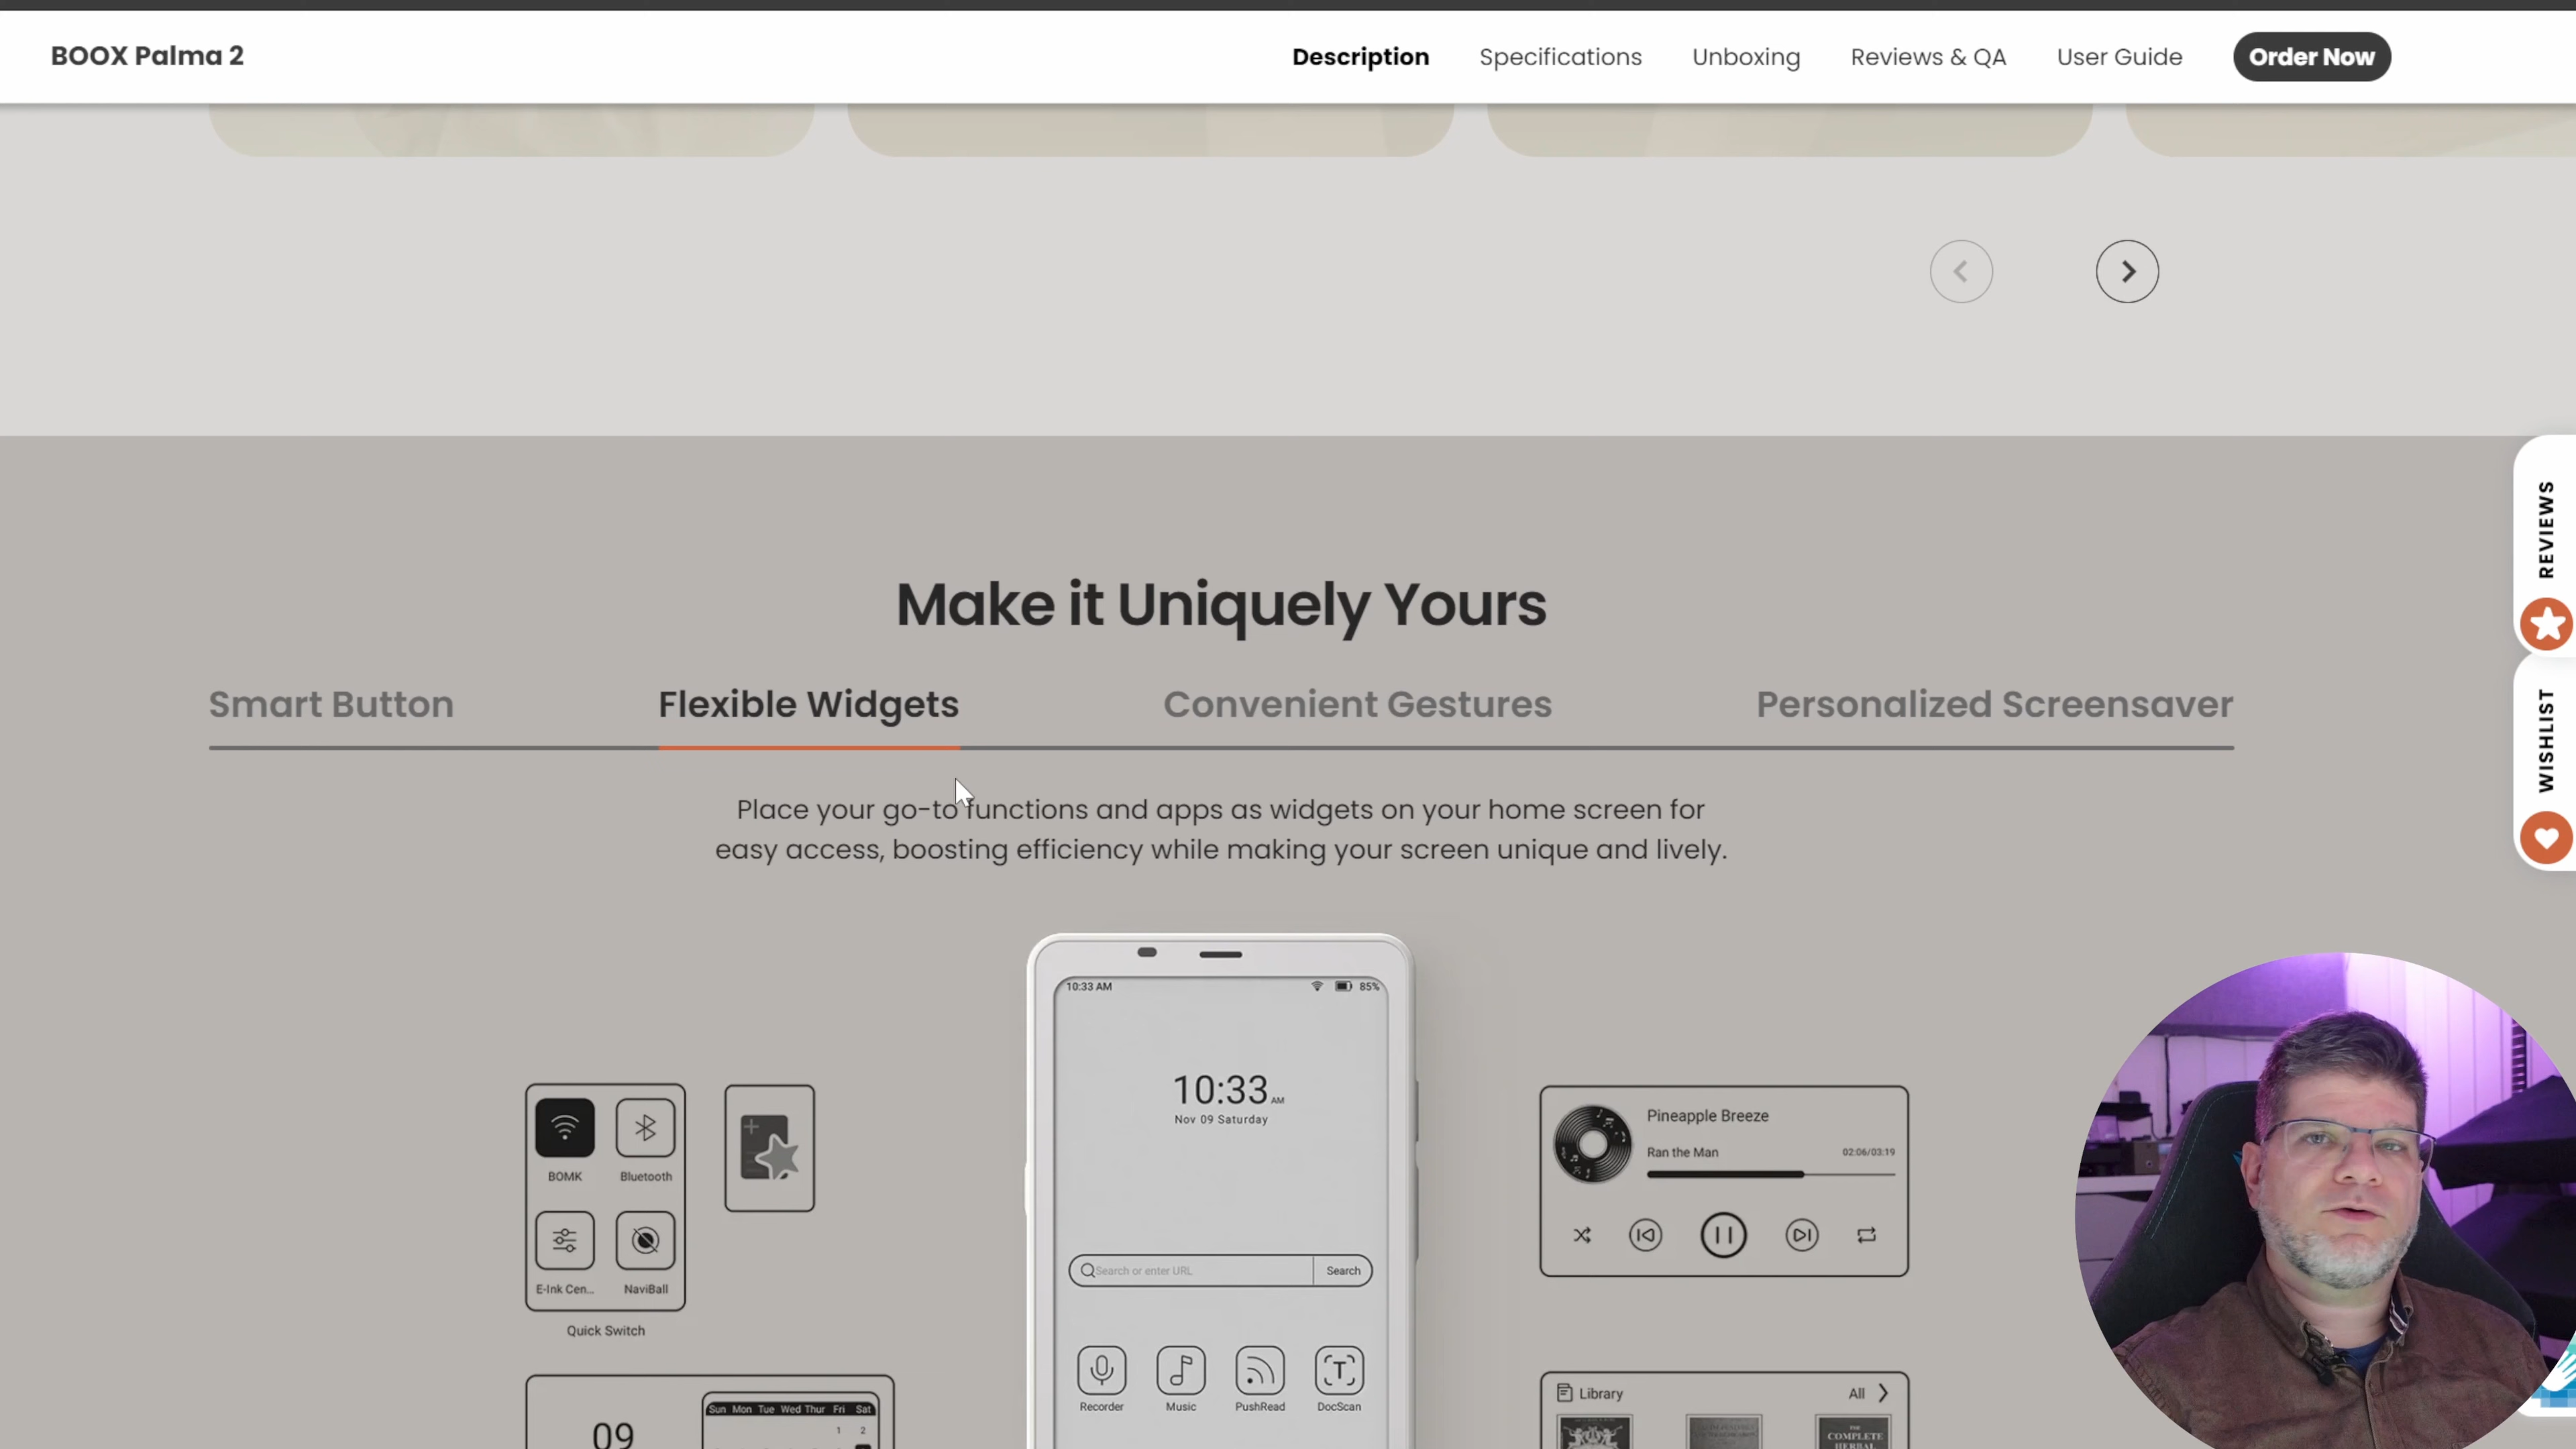 BOOX Palma 2
Description
Specifications
Unboxing
Reviews & QA
User Guide
Order Now
REVIEWS
WISHLIST
Make it Uniquely Yours
Smart Button
Flexible Widgets
Convenient Gestures
Personalized Screensaver
Place your go-to functions and apps as widgets on your home screen for
easy access, boosting efficiency while making your screen unique and lively.
BOMK
Bluetooth
E-Ink Cen...
NaviBall
Quick Switch
09
Sun Mon Tue Wed Thur Fri Sat
1 2
10:33 AM
85%
10:33 AM
Nov 09 Saturday
Search or enter URL
Search
Recorder
Music
PushRead
DocScan
Pineapple Breeze
Ran the Man
02:06/03:19
Library
All
THE
COMPLETE
HERBAL